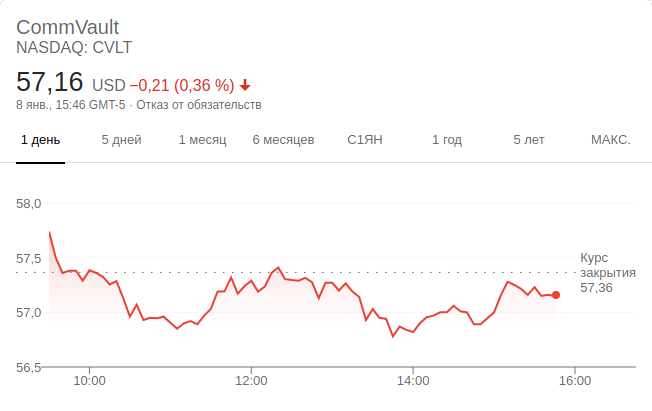 CommVault
NASDAQ: CVLT
57,16 USD −0,21 (0,36 %)
8 янв., 15:46 GMT-5 · Отказ от обязательств
1 день 5 дней 1 месяц 6 месяцев С1ЯН 1 год 5 лет МАКС.
58,0
57,5
Курс
закрытия
57,36
57,0
56,5
10:00 12:00 14:00 16:00